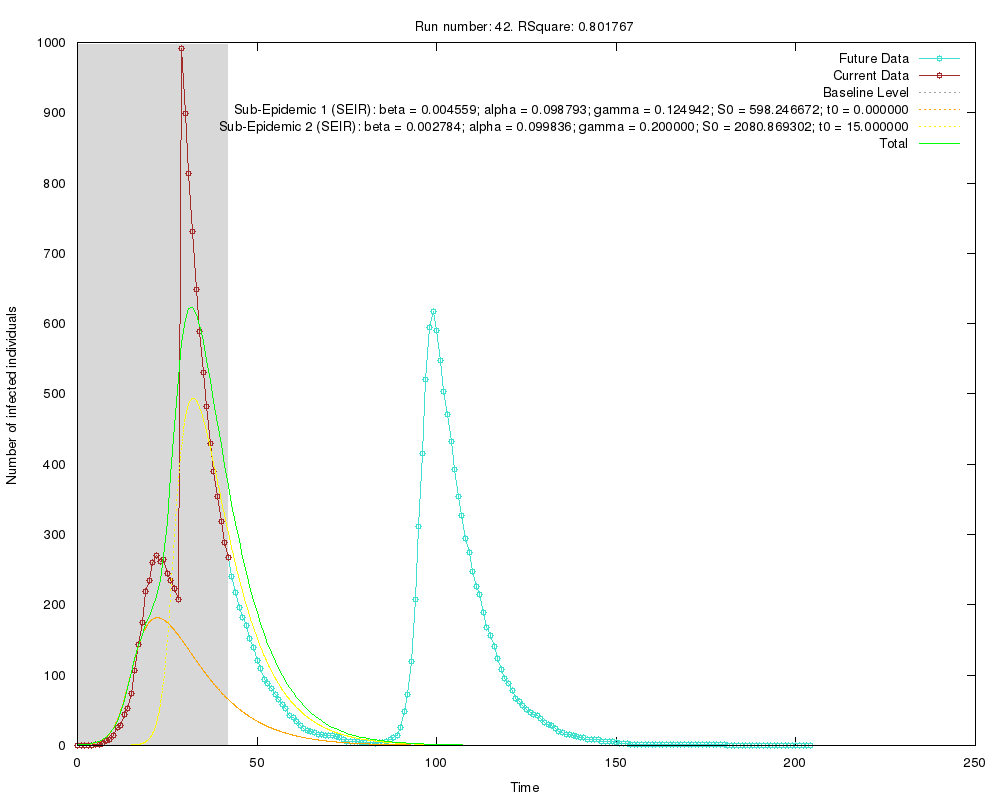 Run number: 42. RSquare: 0.801767
Future Data
Current Data
Baseline Level
Sub-Epidemic 1 (SEIR): beta = 0.004559; alpha = 0.098793; gamma = 0.124942; S0 = 598.246672; t0 = 0.000000
Sub-Epidemic 2 (SEIR): beta = 0.002784; alpha = 0.099836; gamma = 0.200000; S0 = 2080.869302; t0 = 15.000000
Total
1000
900
800
700
600
500
400
300
200
100
0
Number of infected individuals
0 50 100 150 200 250
Time